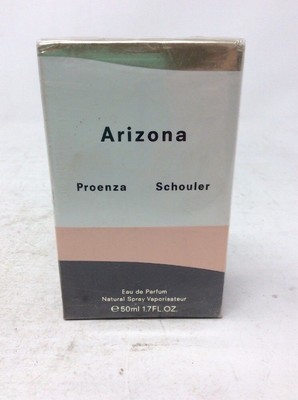 Arizona
Proenza Schouler
Eau de Parfum
Natural Spray Vaporisateur
℮50ml 1.7FL.OZ.